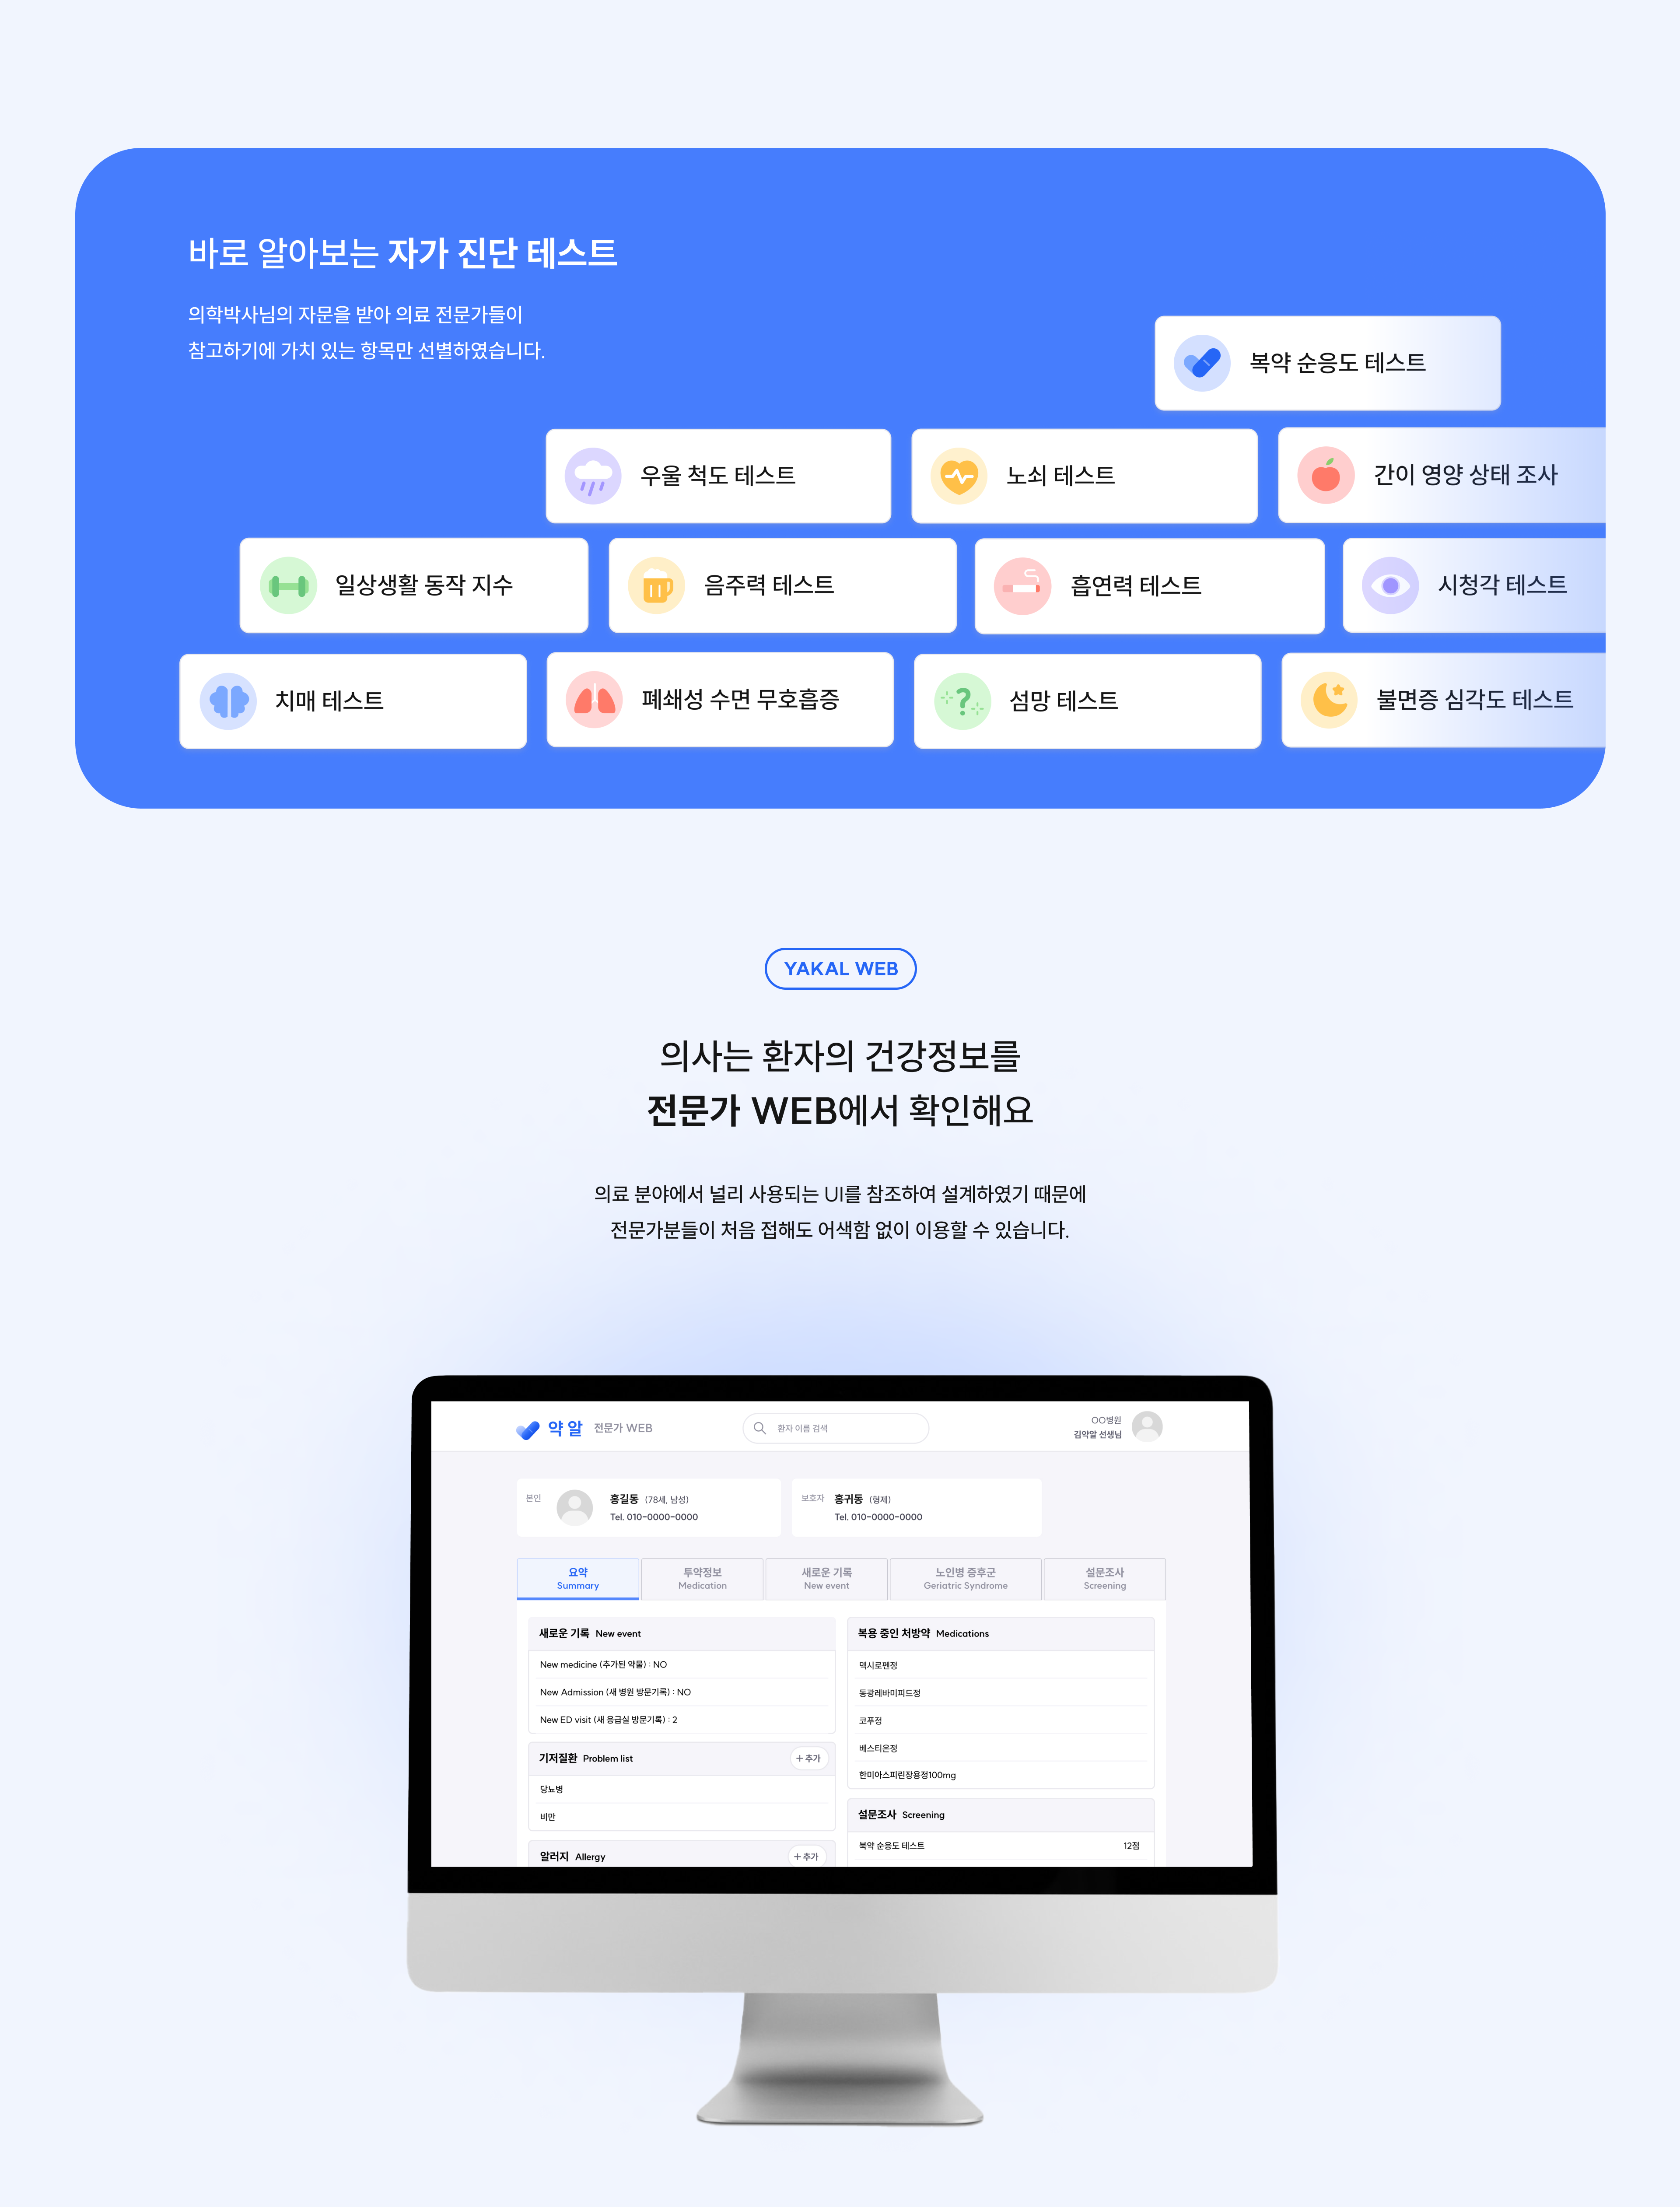 바로 알아보는 자가 진단 테스트
의학박사님의 자문을 받아 의료 전문가들이
참고하기에 가치 있는 항목만 선별하였습니다.
복약 순응도 테스트
우울 척도 테스트
노쇠 테스트
간이 영양 상태 조사
일상생활 동작 지수
음주력 테스트
흡연력 테스트
시청각 테스트
치매 테스트
폐쇄성 수면 무호흡증
섬망 테스트
불면증 심각도 테스트
YAKAL WEB
의사는 환자의 건강정보를
전문가 WEB에서 확인해요
의료 분야에서 널리 사용되는 UI를 참조하여 설계하였기 때문에
전문가분들이 처음 접해도 어색함 없이 이용할 수 있습니다.
약알 전문가 WEB
환자 이름 검색
OO병원
김약알 선생님
본인
홍길동 (78세, 남성)
Tel. 010-0000-0000
보호자
홍귀동 (형제)
Tel. 010-0000-0000
요약
Summary
투약정보
Medication
새로운 기록
New event
노인병 증후군
Geriatric Syndrome
설문조사
Screening
새로운 기록 New event
New medicine (추가된 약물) : NO
New Admission (새 병원 방문기록) : NO
New ED visit (새 응급실 방문기록) : 2
기저질환 Problem list
+ 추가
당뇨병
비만
알러지 Allergy
+ 추가
복용 중인 처방약 Medications
덱시로펜정
동광레바미피드정
코푸정
베스티온정
한미아스피린장용정100mg
설문조사 Screening
복약 순응도 테스트 12점